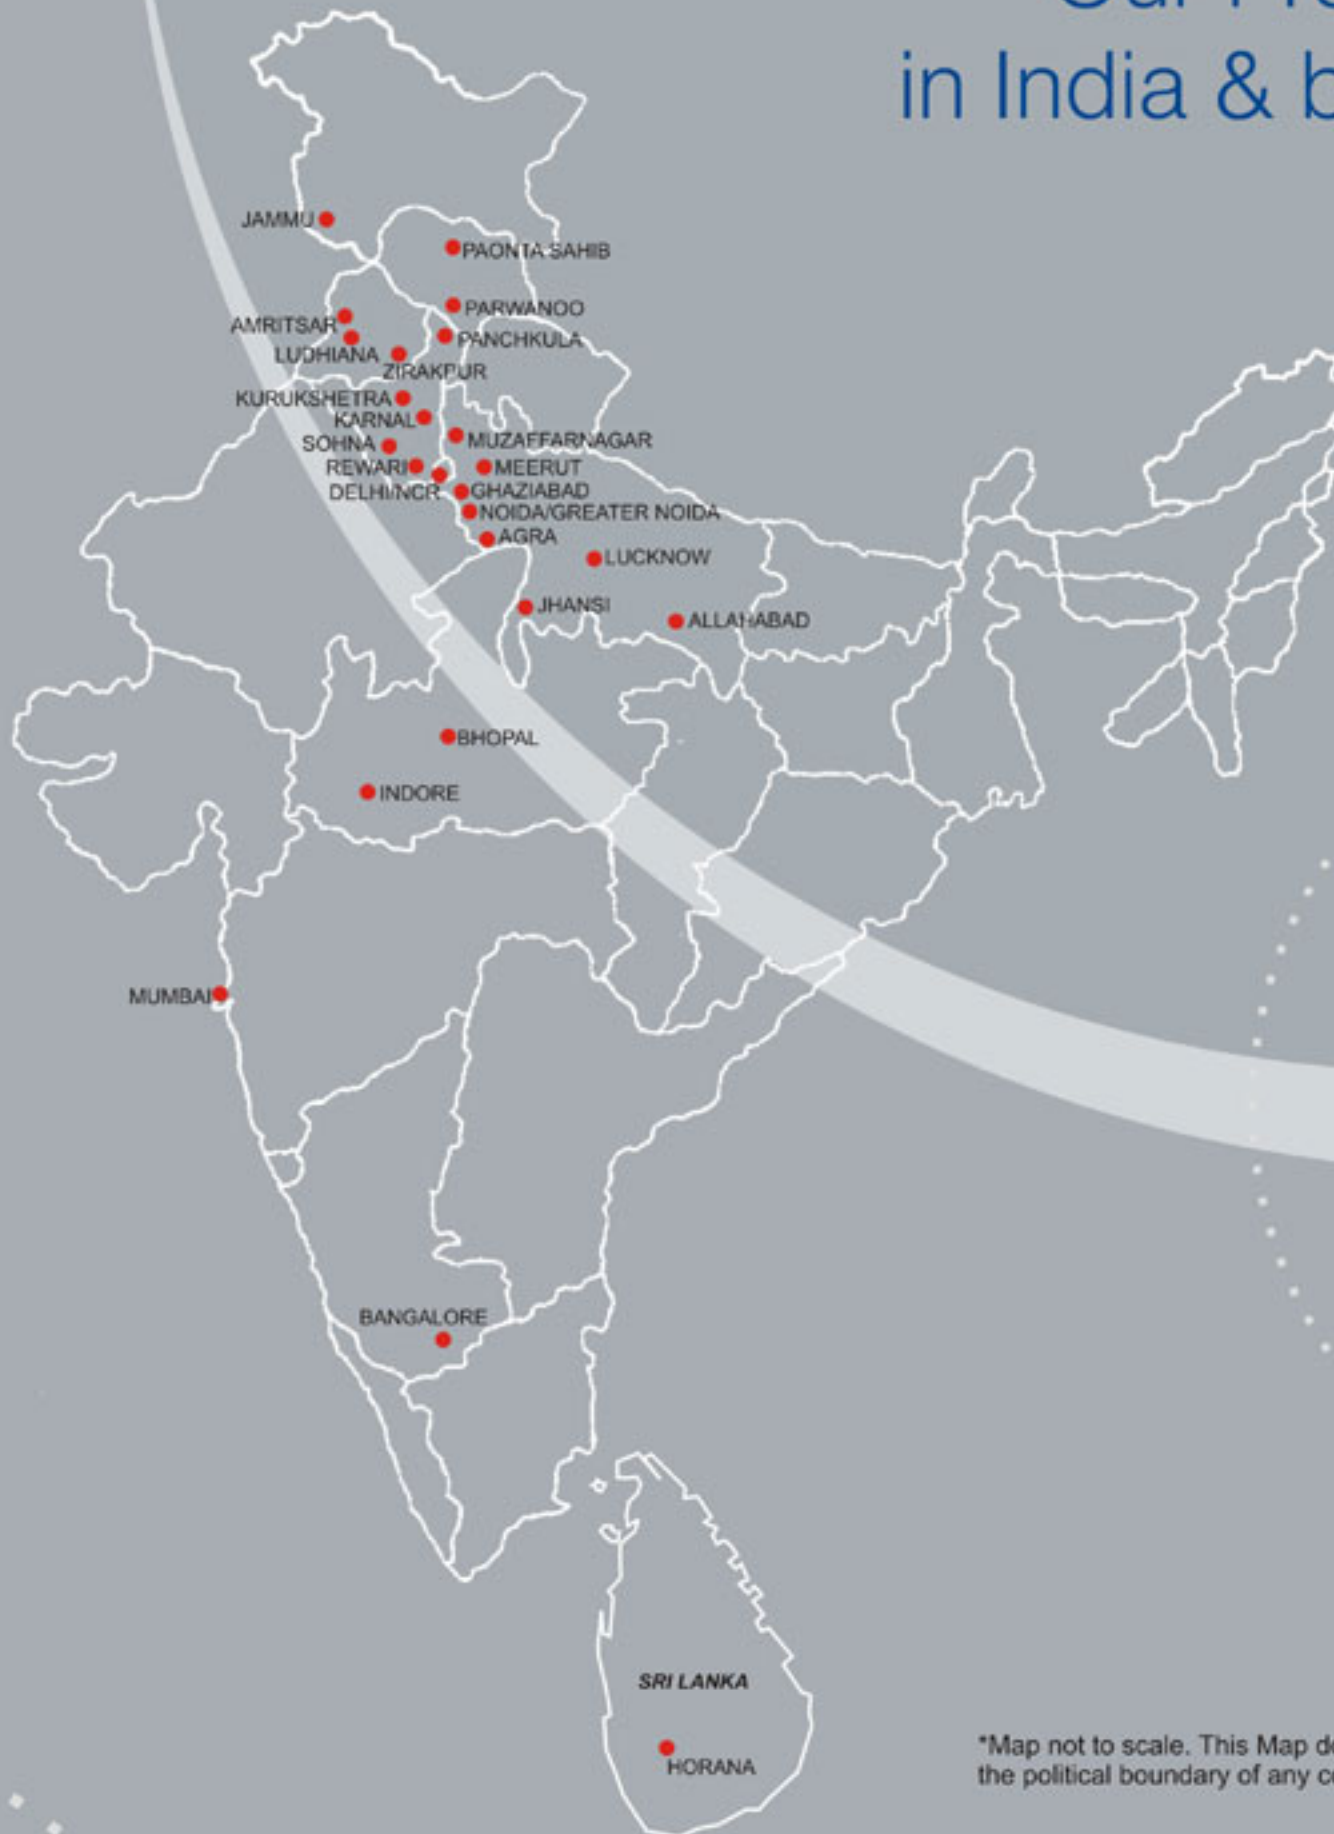 in India &
JAMMU
PAONTA SAHIB
PARWANOO
AMRITSAR
PANCHKULA
LUDHIANA
ZIRAKPUR
KURUKSHETRA
KARNAL
SOHNA
MUZAFFARNAGAR
REWARI
MEERUT
DELHI/NCR
GHAZIABAD
NOIDA/GREATER NOIDA
AGRA
LUCKNOW
JHANSI
ALLAHABAD
BHOPAL
INDORE
MUMBAI
BANGALORE
SRI LANKA
HORANA
*Map not to scale. This Map
the political boundary of any